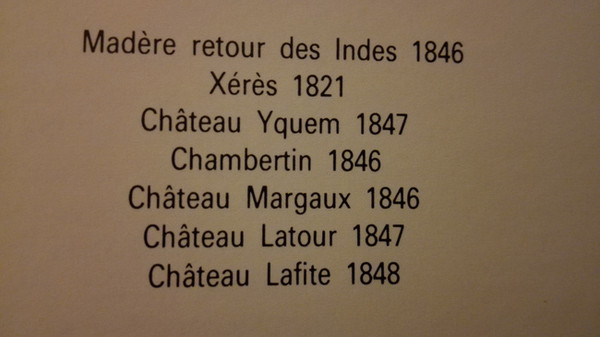 Madère retour des Indes 1846
Xérès 1821
Château Yquem 1847
Chambertin 1846
Château Margaux 1846
Château Latour 1847
Château Lafite 1848